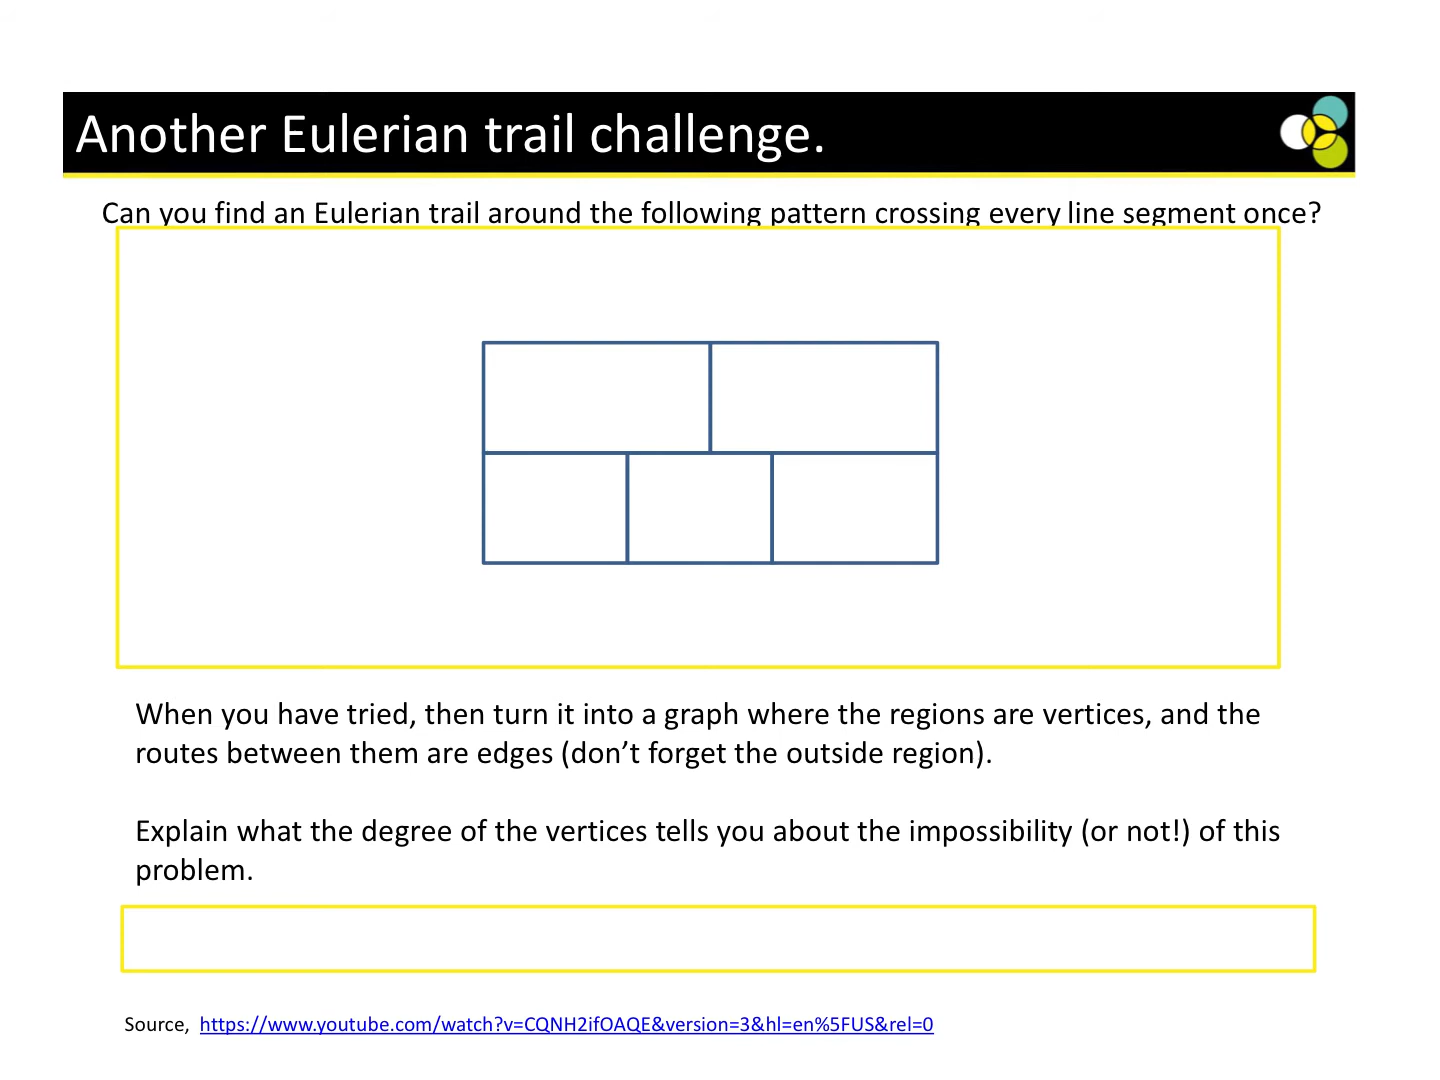 Another Eulerian trail challenge.
Can you find an Eulerian trail around the following pattern crossing every line segment once?
When you have tried, then turn it into a graph where the regions are vertices, and the
routes between them are edges (don’t forget the outside region).
Explain what the degree of the vertices tells you about the impossibility (or not!) of this
problem.
Source, https://www.youtube.com/watch?v=CQNH2ifOAQE&version=3&hl=en%5FUS&rel=0